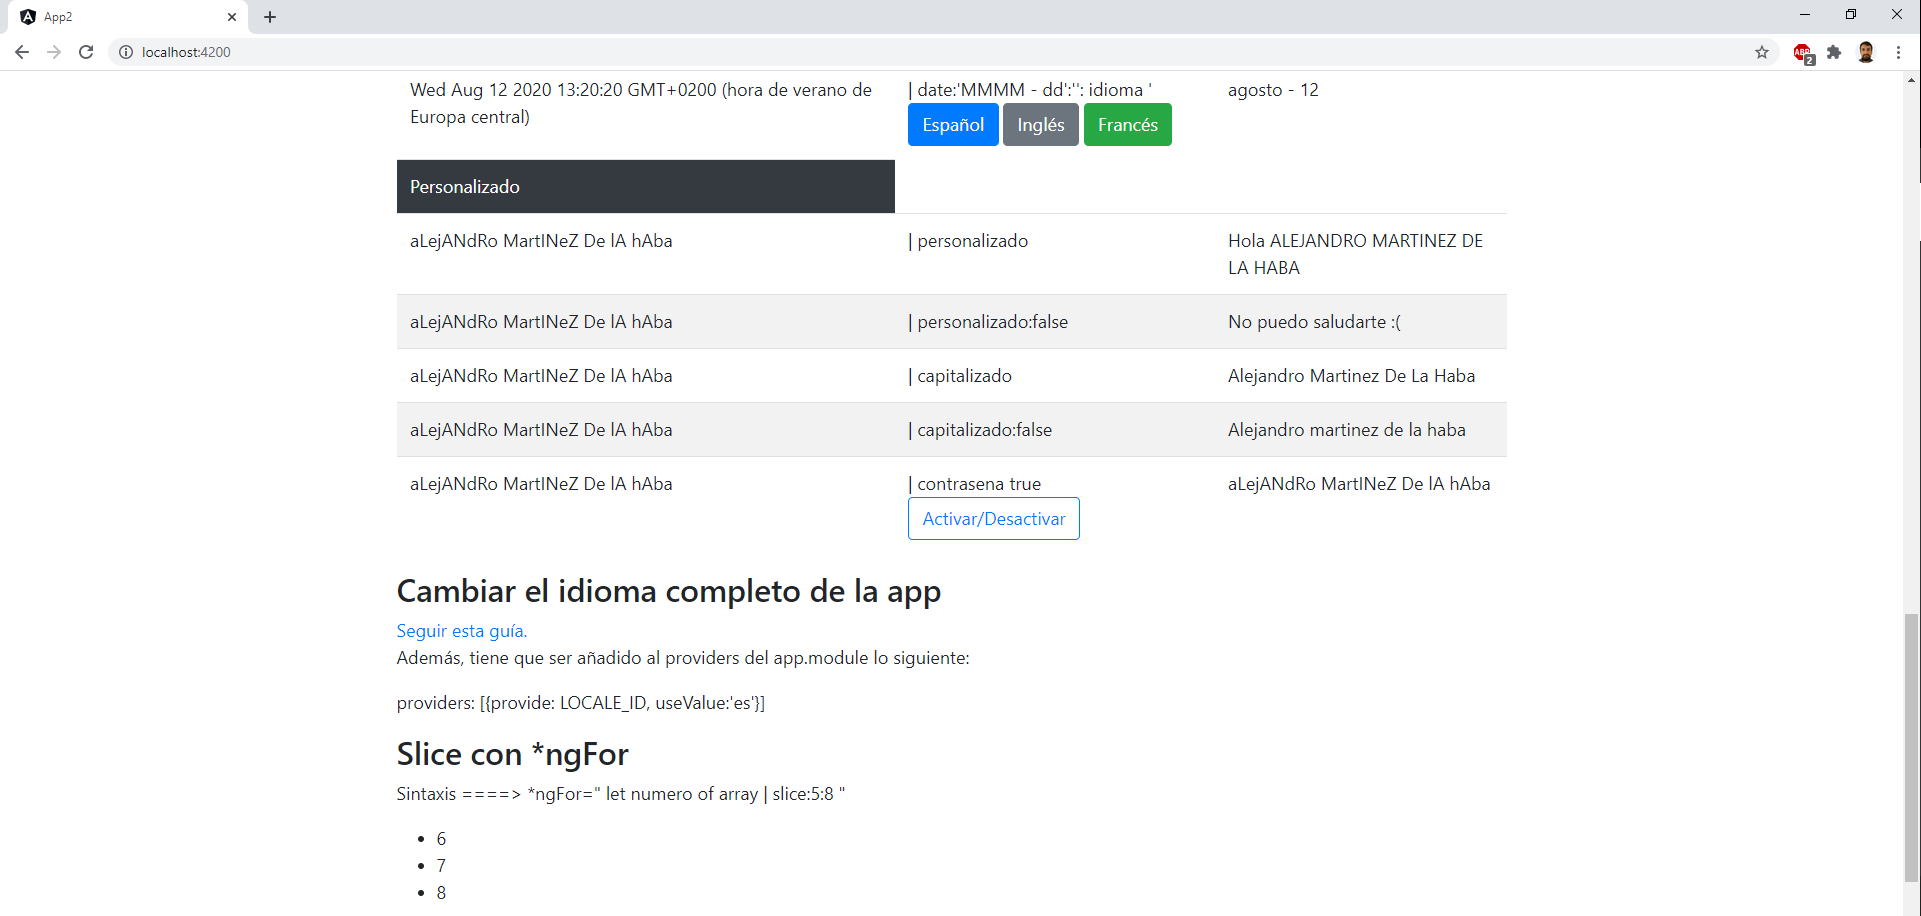 App2
localhost:4200
ABP
2
Wed Aug 12 2020 13:20:20 GMT+0200 (hora de verano de
Europa central)
| date:'MMMM - dd':'': idioma '
Español Inglés Francés
agosto - 12
Personalizado
aLejANdRo MartINeZ De lA hAba
| personalizado
Hola ALEJANDRO MARTINEZ DE
LA HABA
aLejANdRo MartINeZ De lA hAba
| personalizado:false
No puedo saludarte :(
aLejANdRo MartINeZ De lA hAba
| capitalizado
Alejandro Martinez De La Haba
aLejANdRo MartINeZ De lA hAba
| capitalizado:false
Alejandro martinez de la haba
aLejANdRo MartINeZ De lA hAba
| contrasena true
Activar/Desactivar
aLejANdRo MartINeZ De lA hAba
Cambiar el idioma completo de la app
Seguir esta guía.
Además, tiene que ser añadido al providers del app.module lo siguiente:
providers: [{provide: LOCALE_ID, useValue:'es'}]
Slice con *ngFor
Sintaxis ====> *ngFor=" let numero of array | slice:5:8 "
• 6
• 7
• 8